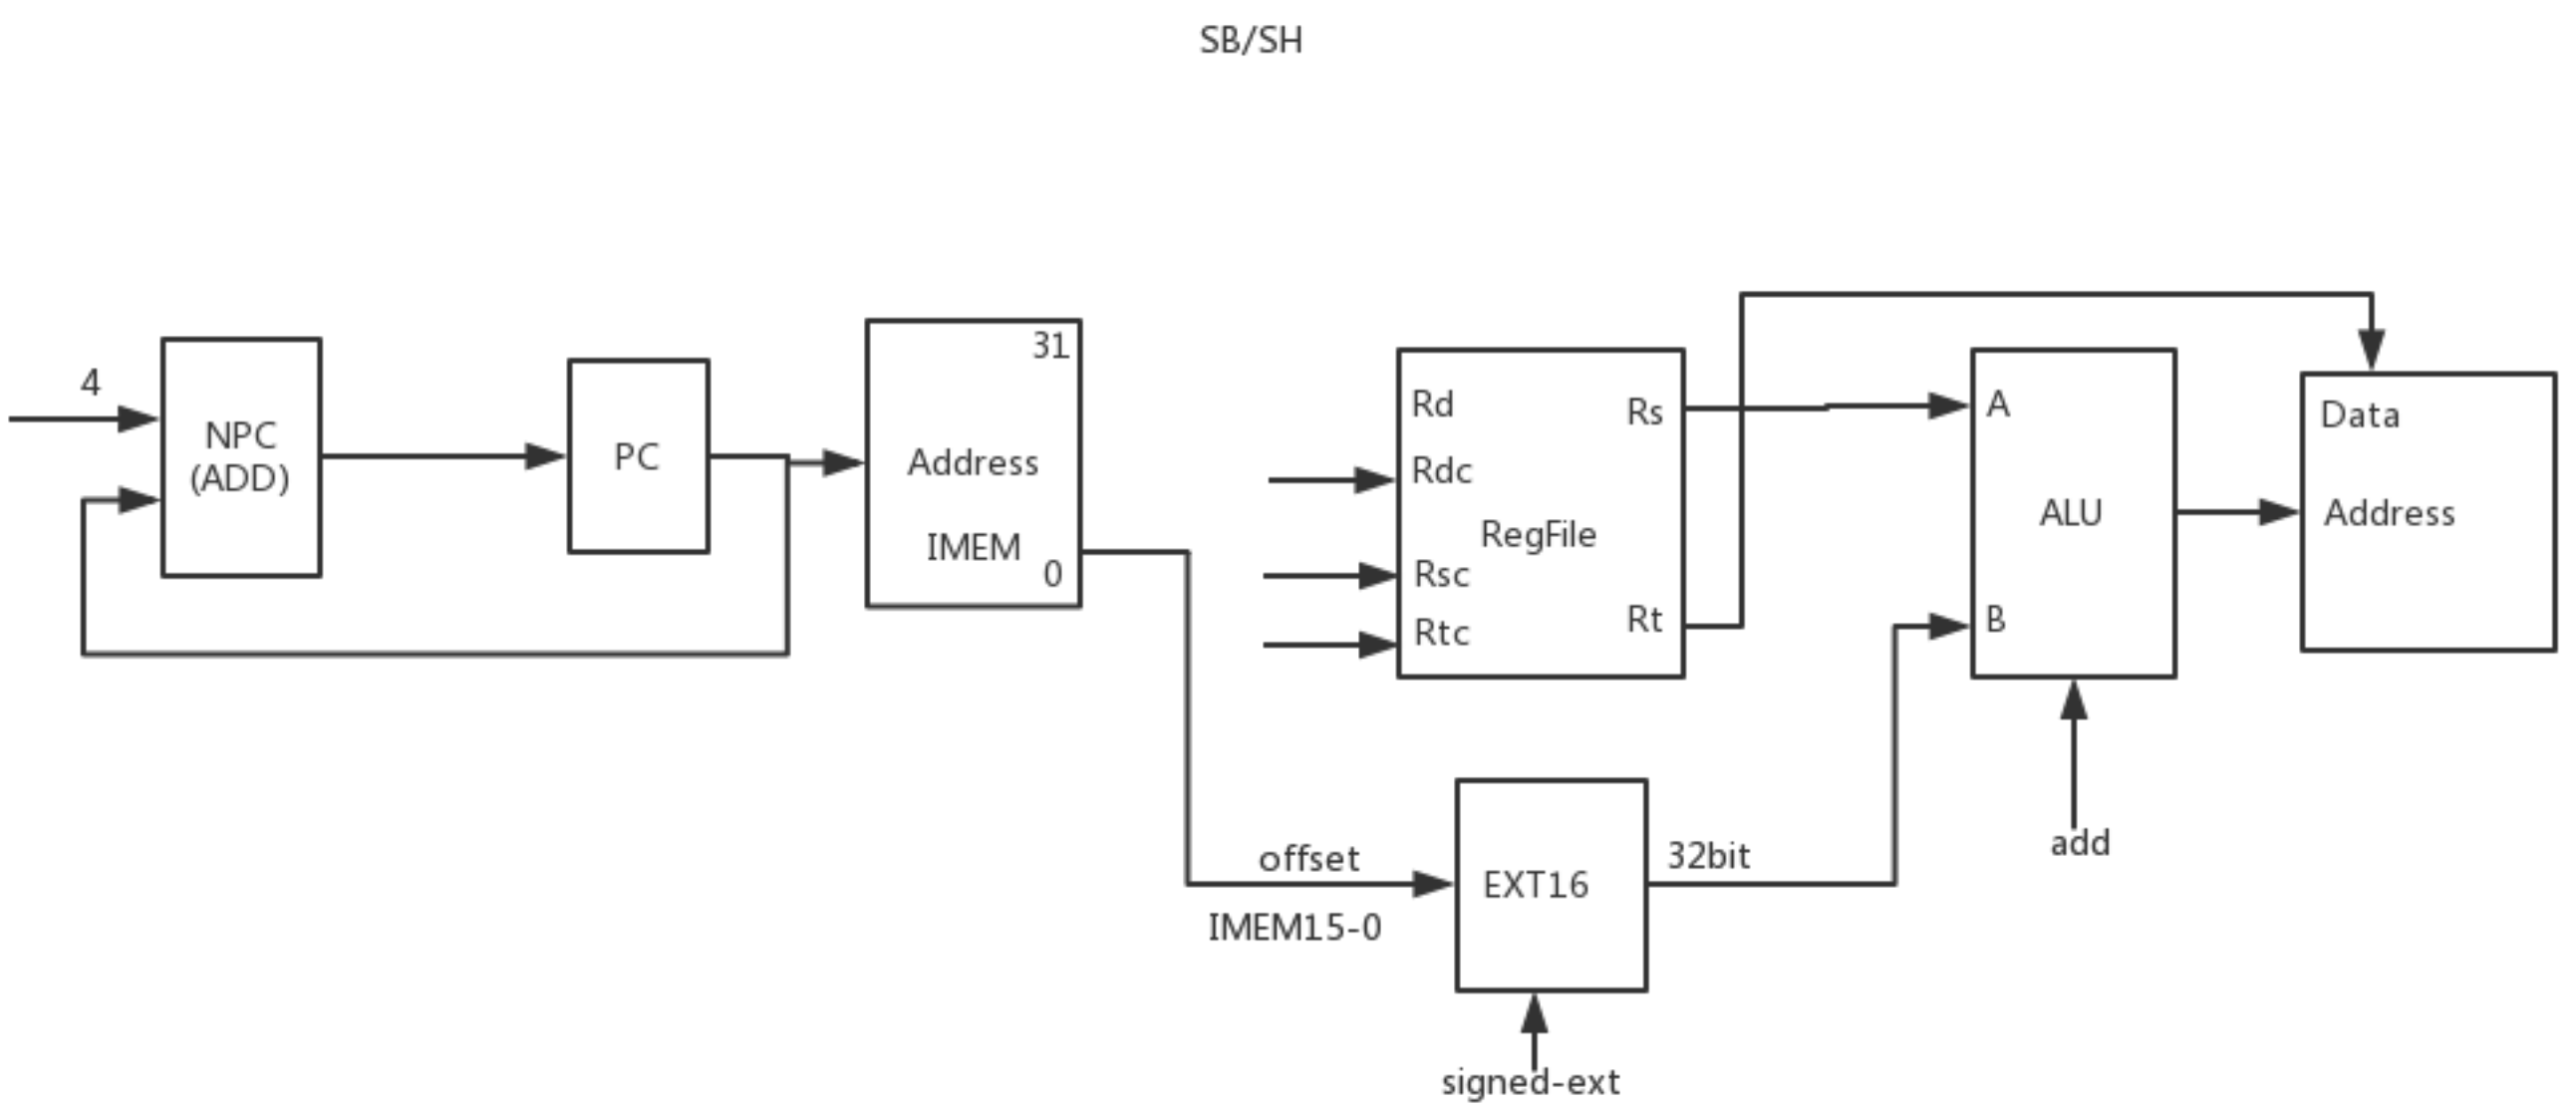 SB/SH
4
NPC
(ADD)
PC
31
Address
IMEM
0
Rd
Rs
Rdc
RegFile
Rsc
Rtc
Rt
A
ALU
B
Data
Address
add
offset
IMEM15-0
EXT16
32bit
signed-ext